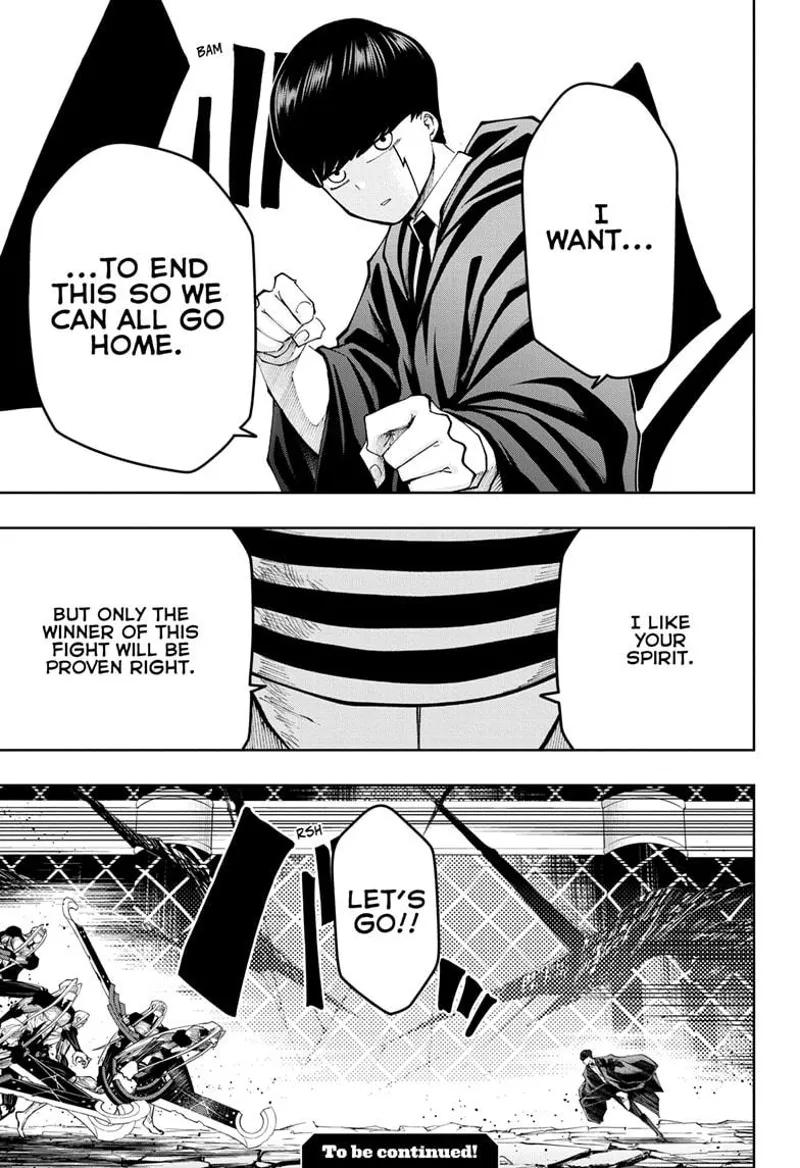 BAM
I
WANT...
...TO END
THIS SO WE
CAN ALL GO
HOME.
I LIKE
YOUR
SPIRIT.
BUT ONLY THE
WINNER OF THIS
FIGHT WILL BE
PROVEN RIGHT.
RSH
LET'S
GO!!
To be continued!